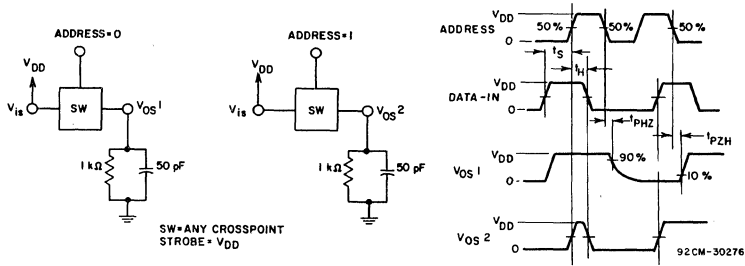 ADDRESS=0
V_DD
V_is
SW
V_OS 1
1 kΩ
50 pF
ADDRESS=1
V_DD
V_is
SW
V_OS 2
1 kΩ
50 pF
SW=ANY CROSSPOINT
STROBE= V_DD
ADDRESS
V_DD
0
50%
50%
50%
t_S
t_H
DATA-IN
V_DD
0
t_PHZ
t_PZH
V_OS 1
V_DD
0
90%
10%
V_OS 2
V_DD
0
92CM-30276